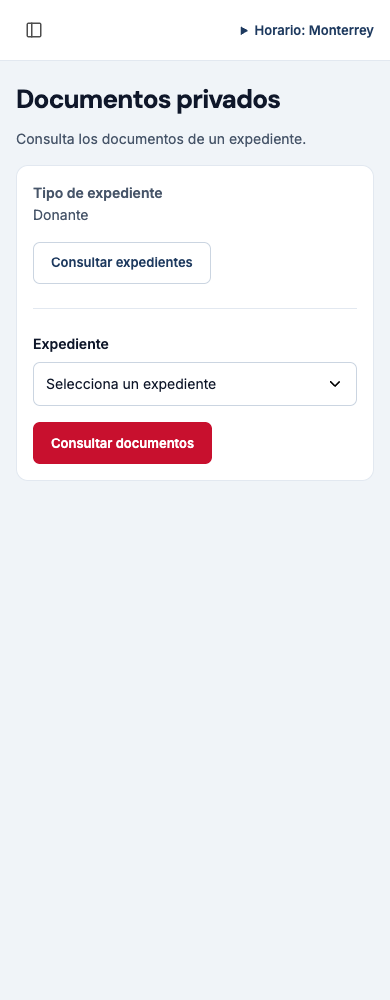 Horario: Monterrey
Documentos privados
Consulta los documentos de un expediente.
Tipo de expediente
Donante
Consultar expedientes
Expediente
Selecciona un expediente
Consultar documentos